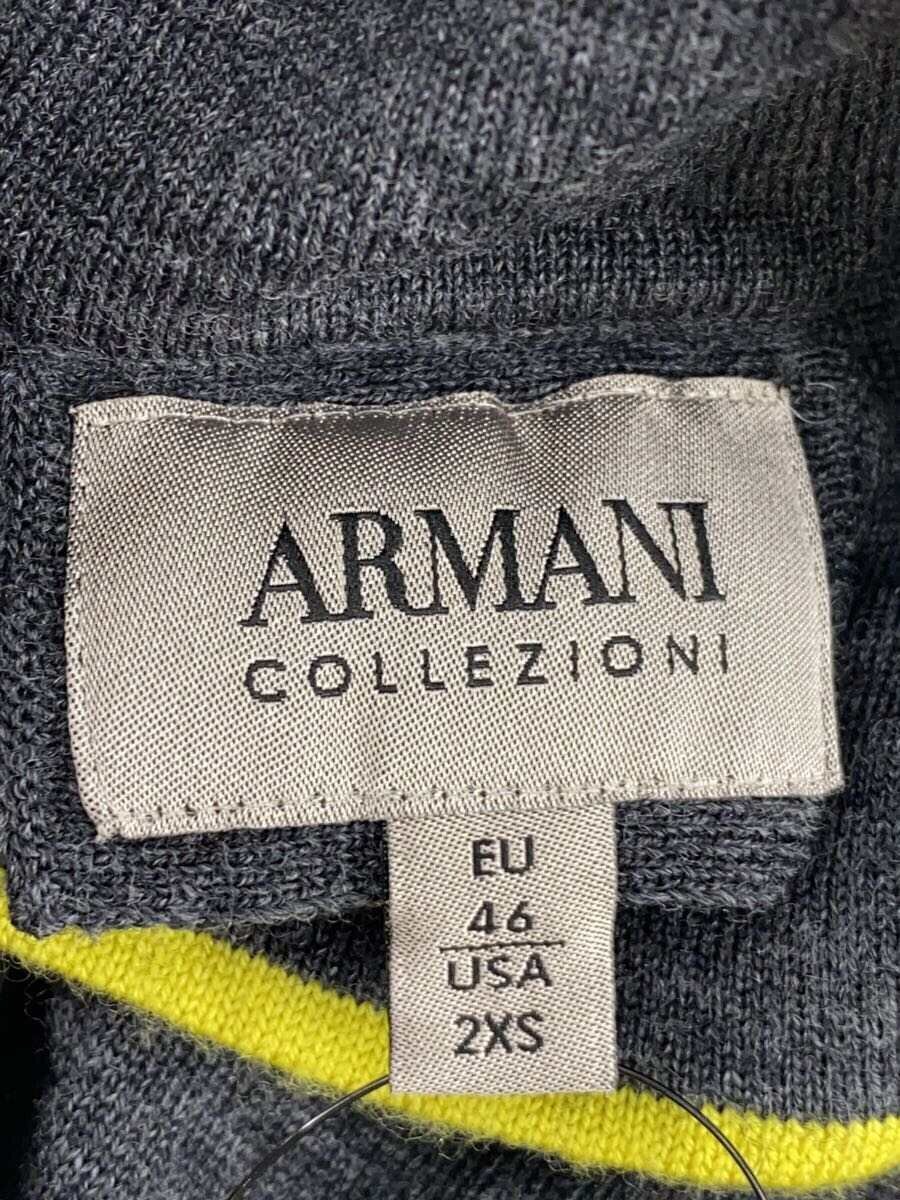 ARMANI
COLLEZIONI
EU
46
USA
2XS